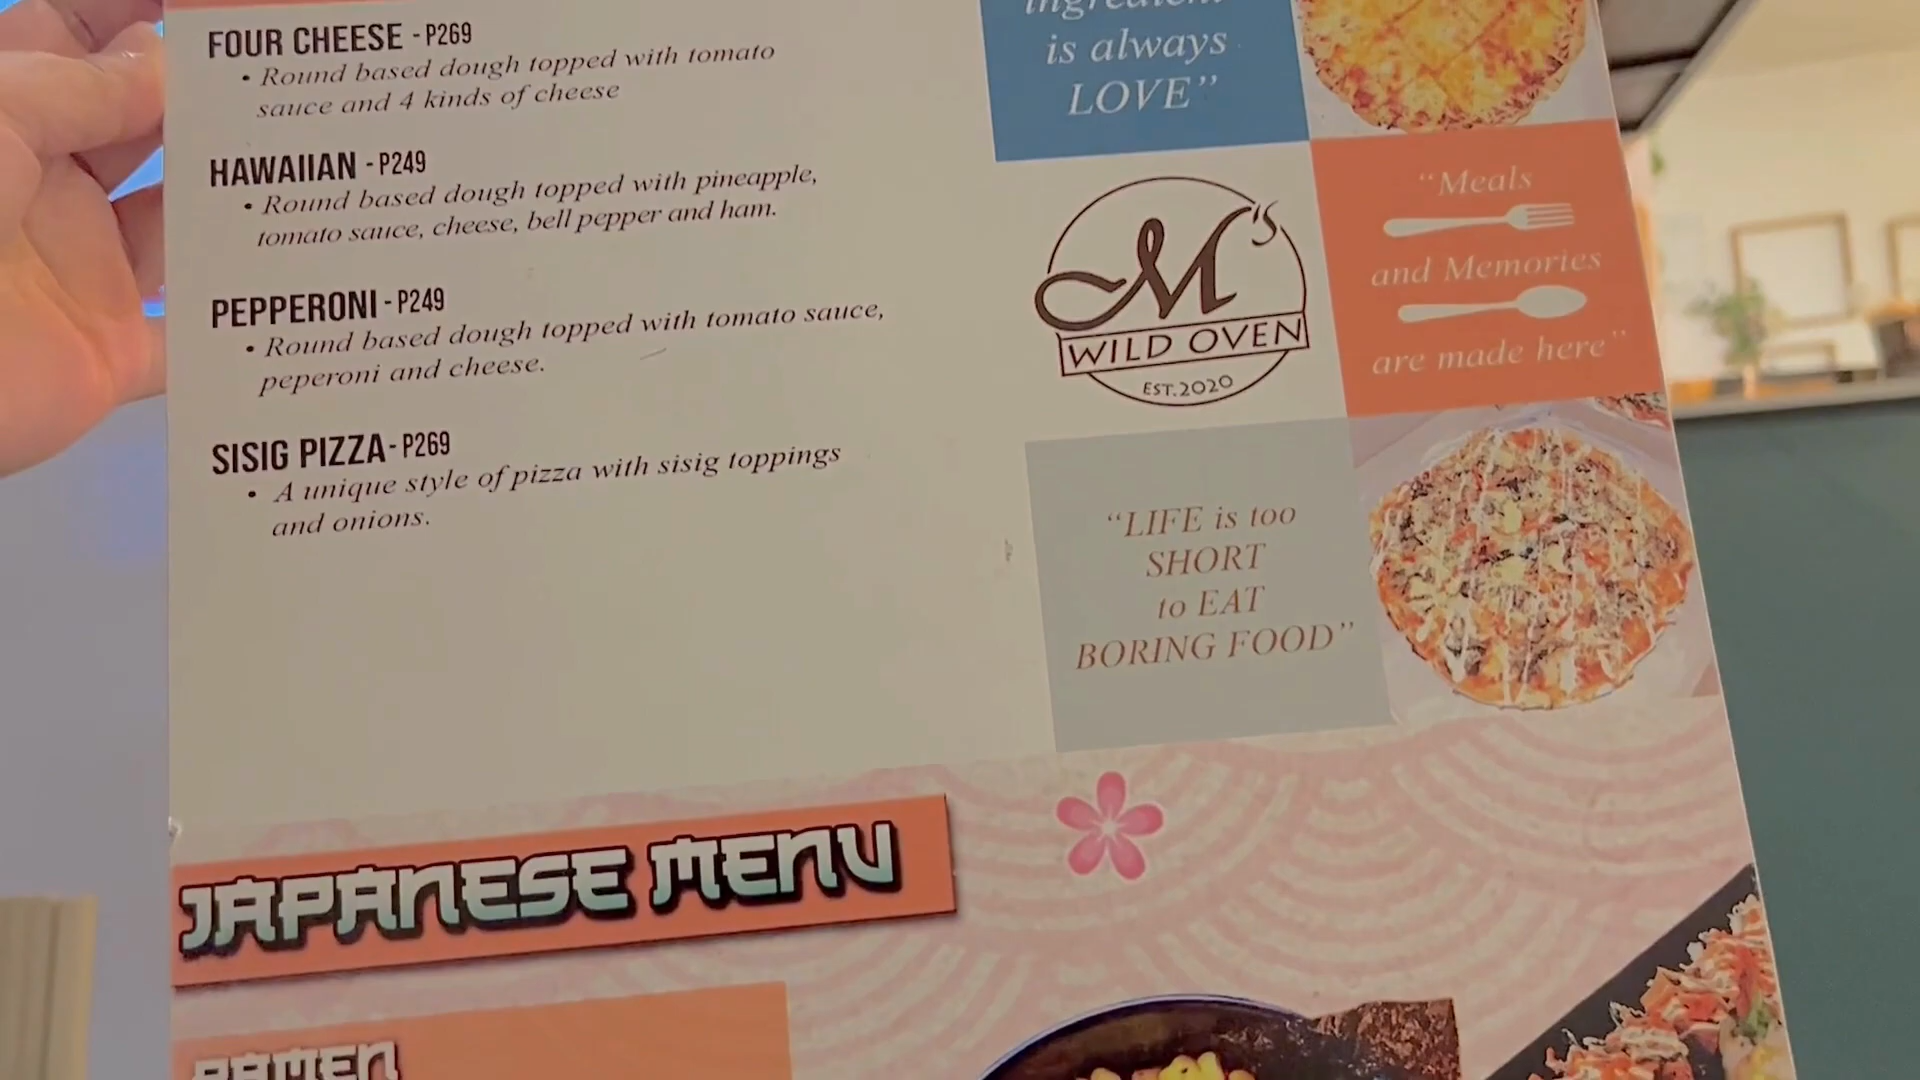 FOUR CHEESE - P269
• Round based dough topped with tomato
sauce and 4 kinds of cheese
HAWAIIAN - P249
• Round based dough topped with pineapple,
tomato sauce, cheese, bell pepper and ham.
PEPPERONI - P249
• Round based dough topped with tomato sauce,
peperoni and cheese.
SISIG PIZZA - P269
• A unique style of pizza with sisig toppings
and onions.
ingredient
is always
LOVE”
M's
WILD OVEN
EST.2020
“Meals
and Memories
are made here”
“LIFE is too
SHORT
to EAT
BORING FOOD”
JAPANESE MENU
RAMEN